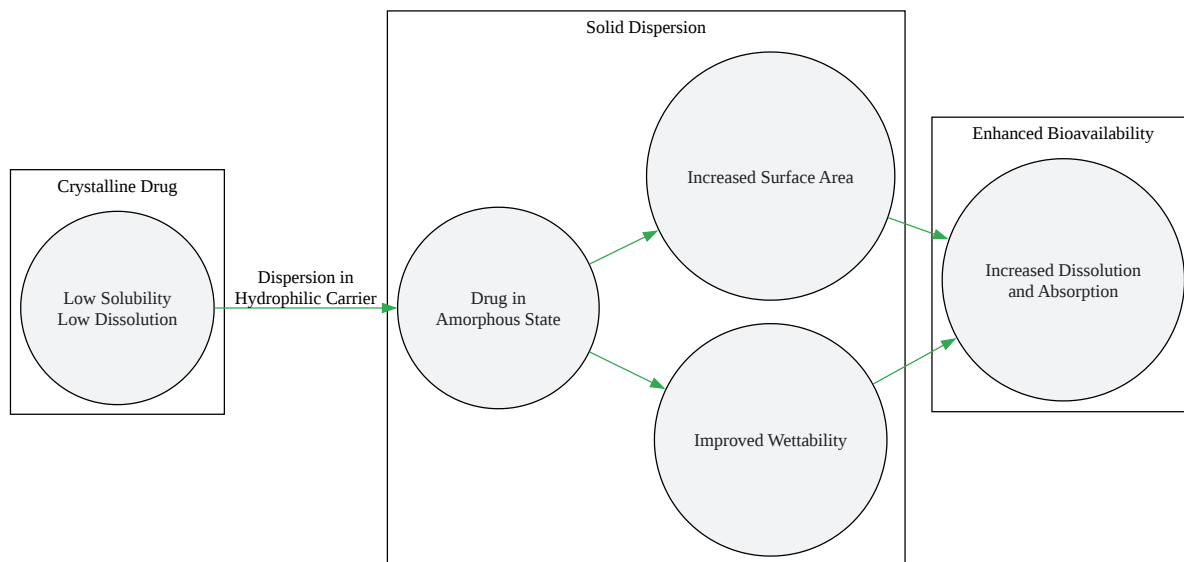 Crystalline Drug
Low Solubility
Low Dissolution
Dispersion in
Hydrophilic Carrier
Solid Dispersion
Drug in
Amorphous State
Increased Surface Area
Improved Wettability
Enhanced Bioavailability
Increased Dissolution
and Absorption